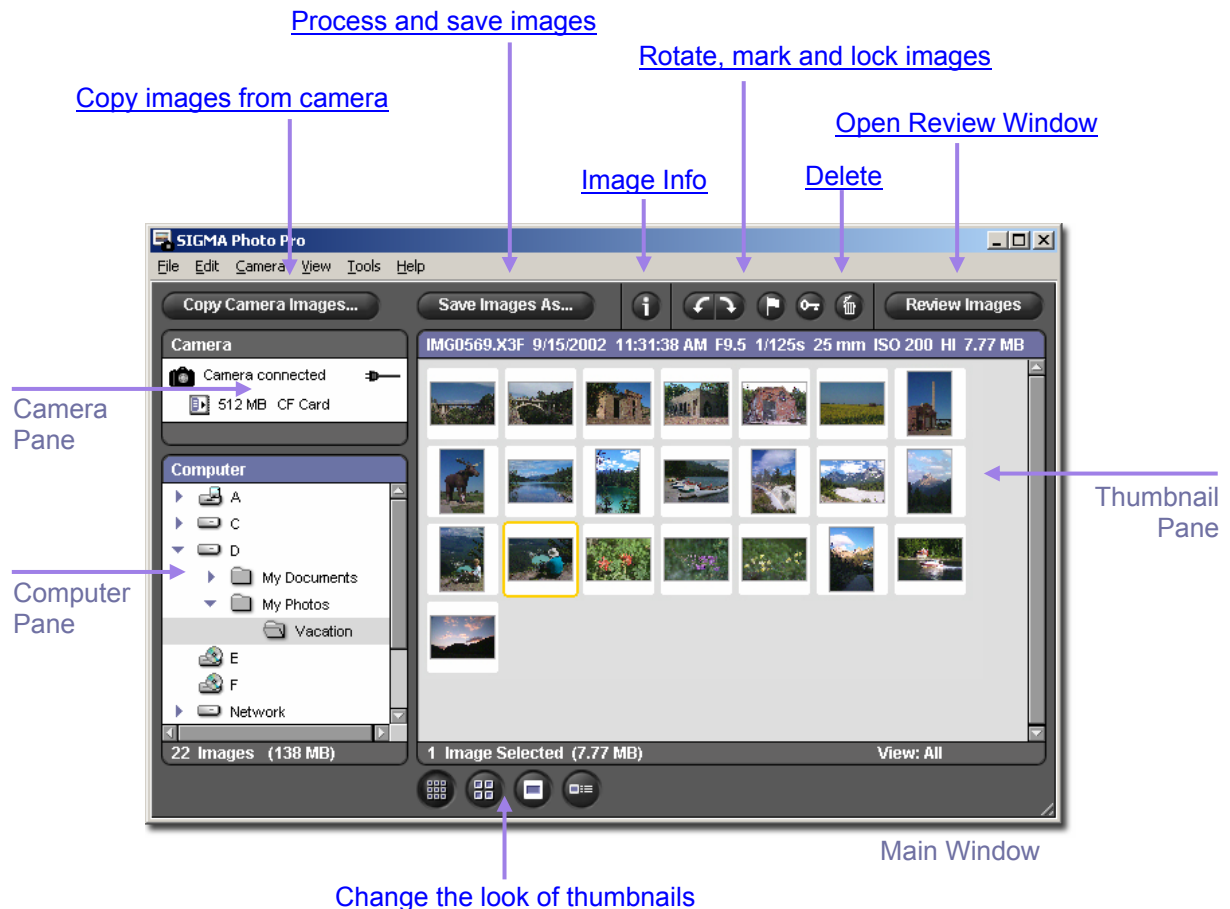 Process and save images
Rotate, mark and lock images
Copy images from camera
Open Review Window
Image Info
Delete
SIGMA Photo Pro
File Edit Camera View Tools Help
Copy Camera Images...
Save Images As...
Review Images
Camera
IMG0569.X3F 9/15/2002 11:31:38 AM F9.5 1/125s 25 mm ISO 200 HI 7.77 MB
Camera connected
512 MB CF Card
Camera
Pane
Computer
A
C
D
My Documents
My Photos
Vacation
E
F
Network
Computer
Pane
Thumbnail
Pane
22 Images (138 MB)
1 Image Selected (7.77 MB)
View: All
Main Window
Change the look of thumbnails